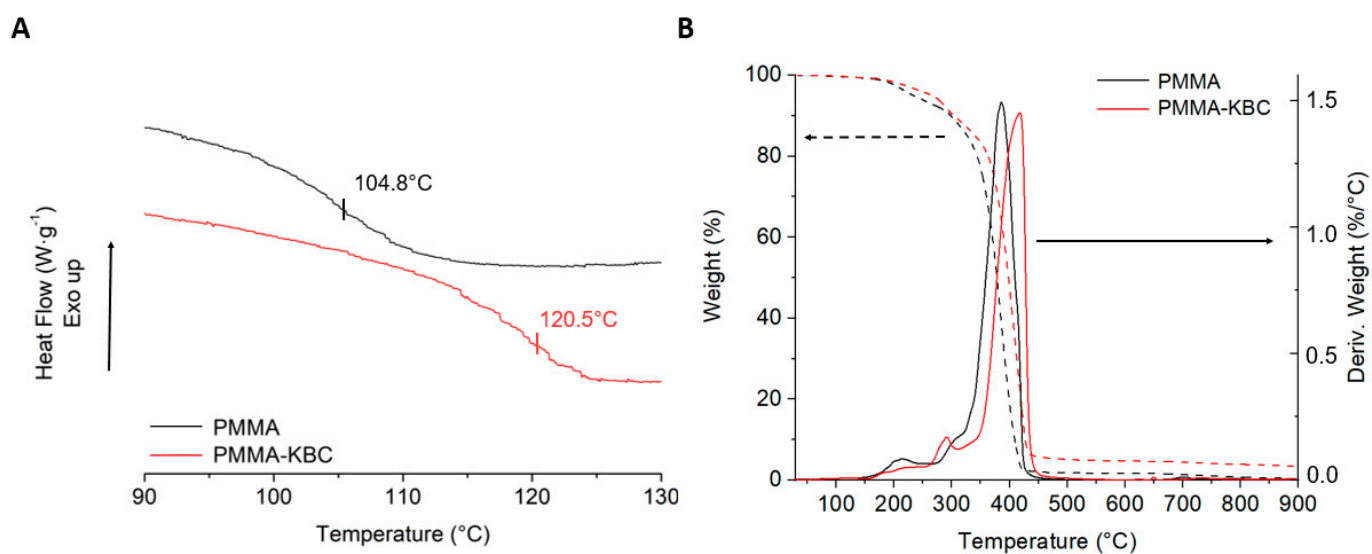 A
Heat Flow (W·g⁻¹)
Exo up
104.8°C
120.5°C
PMMA
PMMA-KBC
90
100
110
120
130
Temperature (°C)
B
Weight (%)
100
80
60
40
20
0
PMMA
PMMA-KBC
1.5
1.0
0.5
0.0
Deriv. Weight (%/°C)
100
200
300
400
500
600
700
800
900
Temperature (°C)